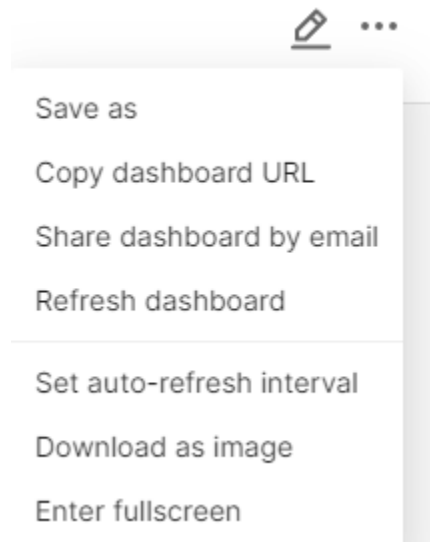 Save as
Copy dashboard URL
Share dashboard by email
Refresh dashboard
Set auto-refresh interval
Download as image
Enter fullscreen